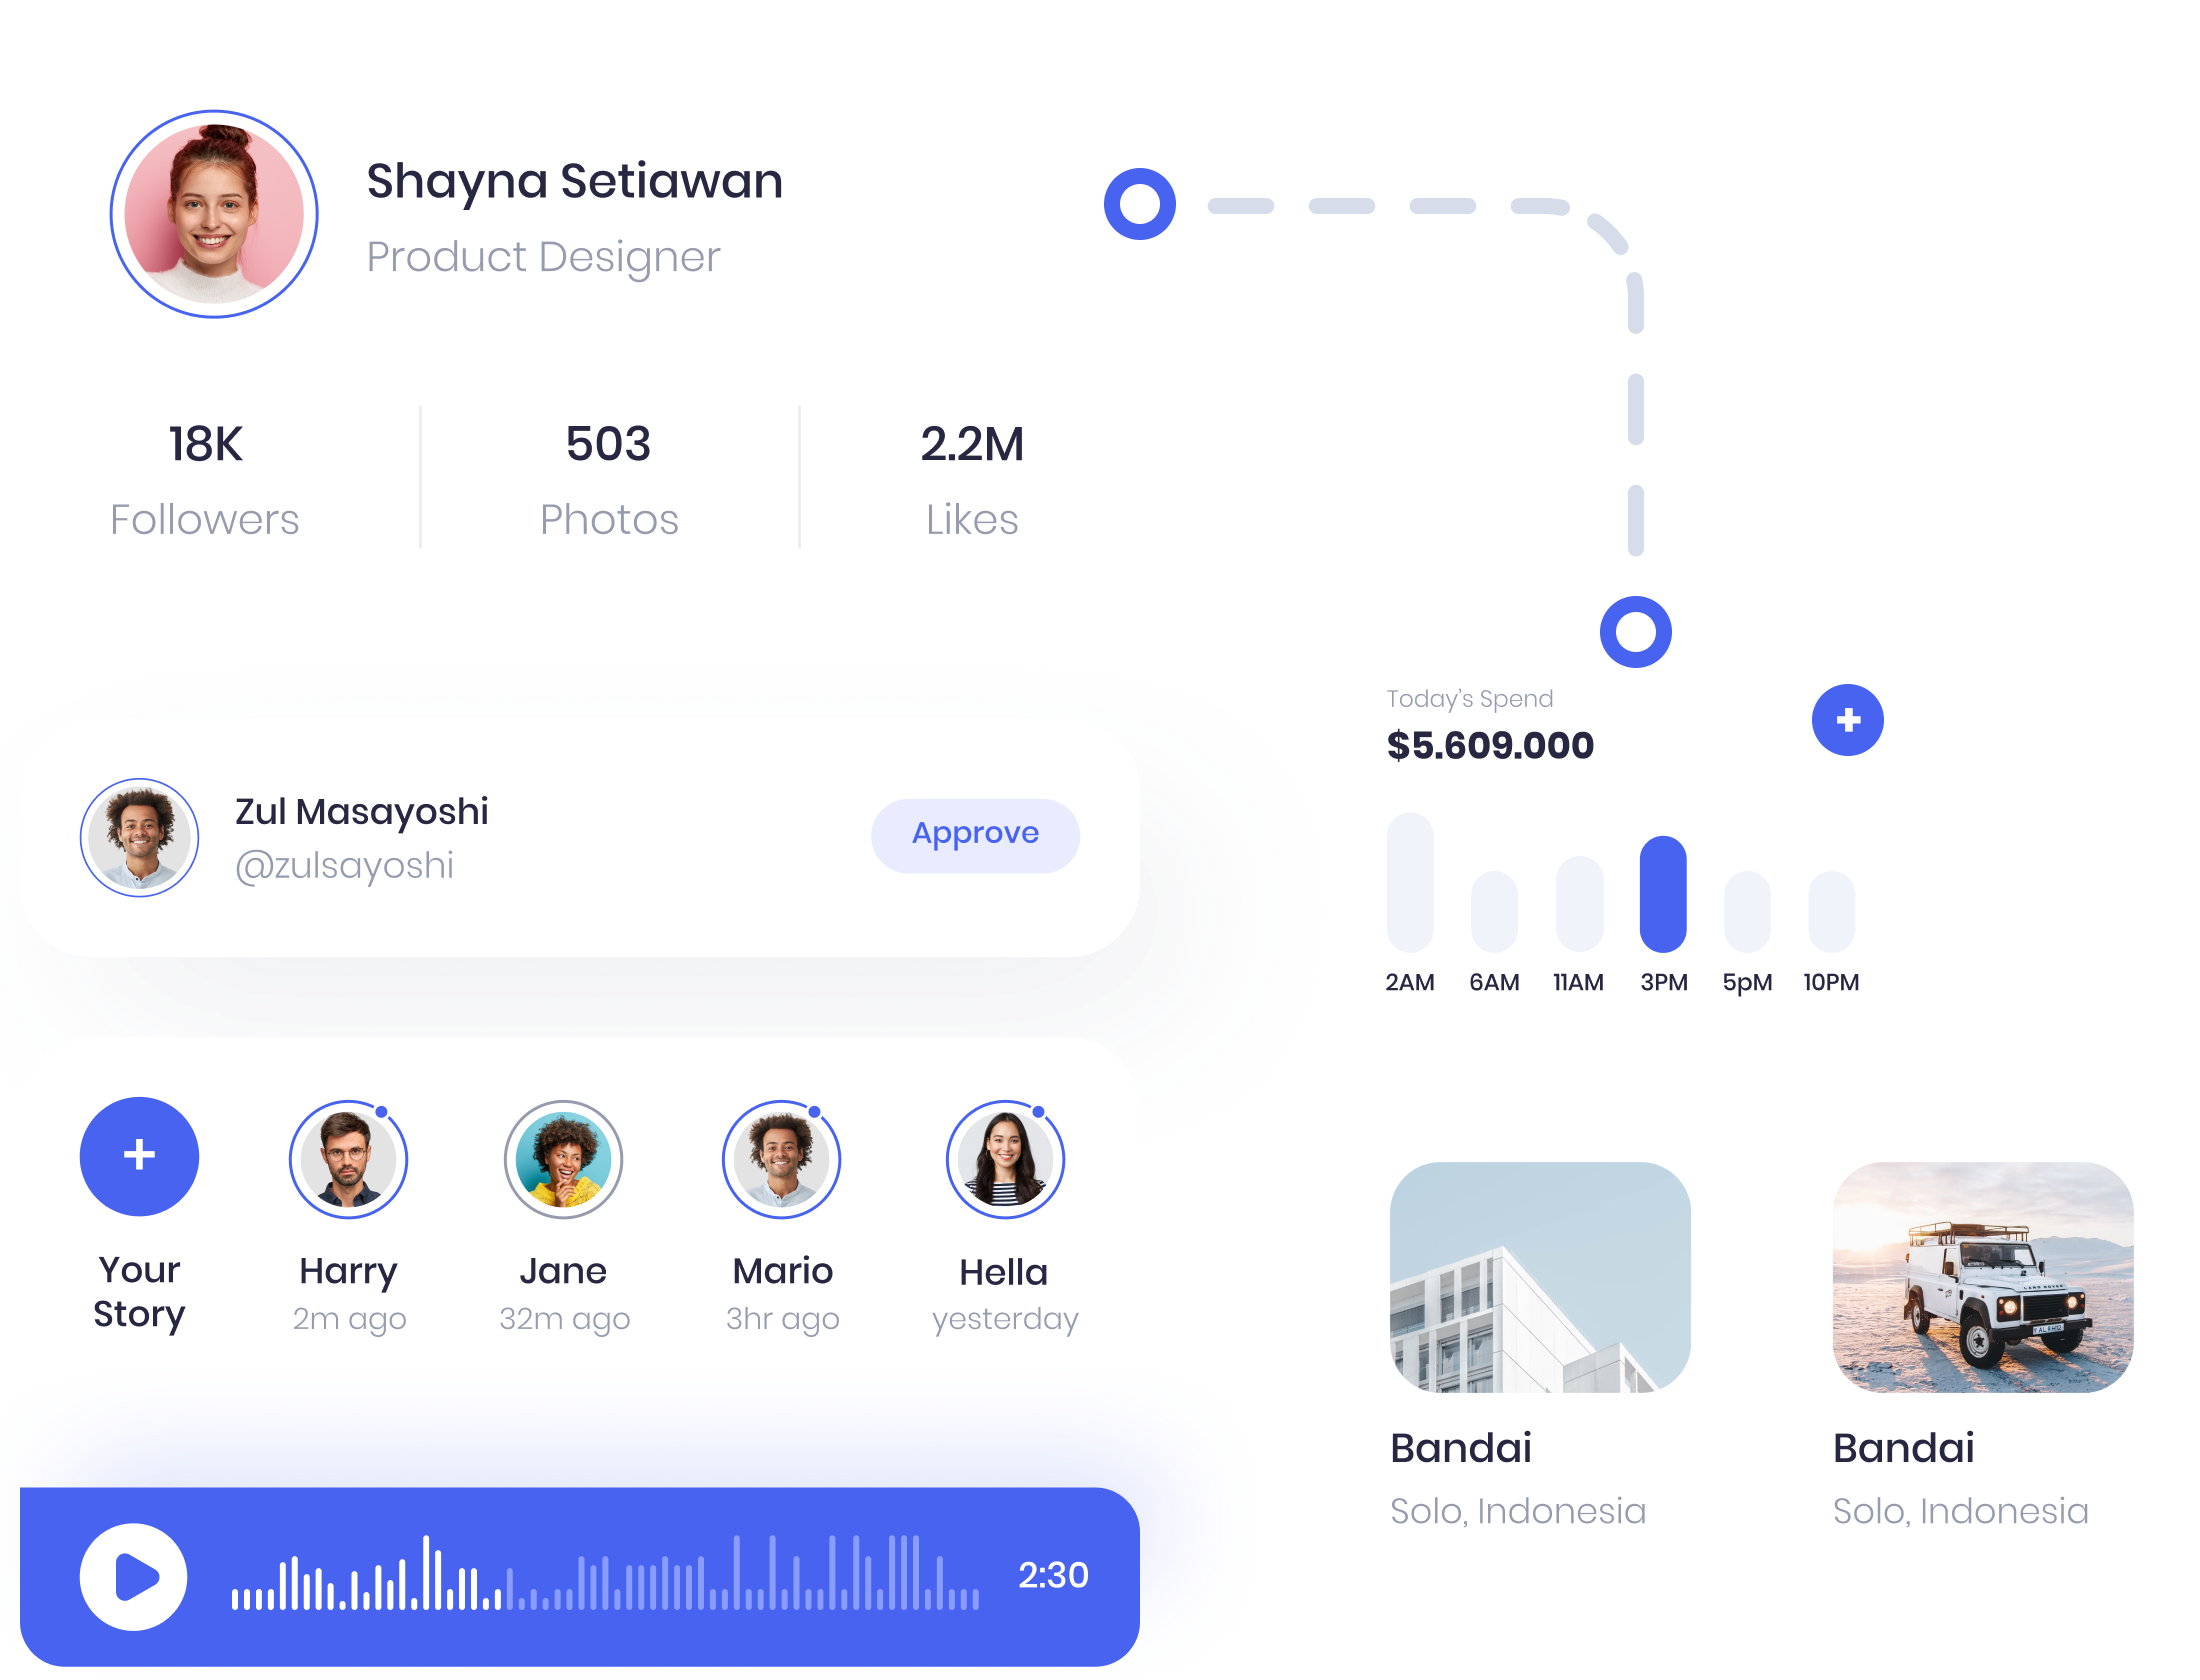 Shayna Setiawan
Product Designer
18K
Followers
503
Photos
2.2M
Likes
Today's Spend
$5.609.000
2AM 6AM 11AM 3PM 5pM 10PM
Zul Masayoshi
@zulsayoshi
Approve
Your
Story
Harry
2m ago
Jane
32m ago
Mario
3hr ago
Hella
yesterday
LAND ROVER
Bandai
Solo, Indonesia
Bandai
Solo, Indonesia
2:30